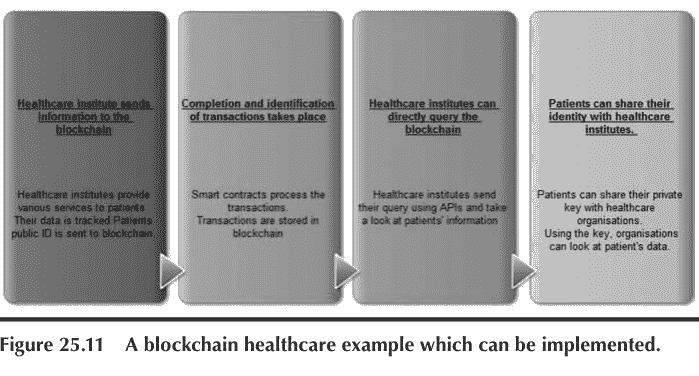 Healthcare institute sends
information to the
blockchain
Healthcare institutes provide
various services to patients
Their data is tracked Patients
public ID is sent to blockchain.
Completion and identification
of transactions takes place
Smart contracts process the
transactions.
Transactions are stored in
blockchain
Healthcare institutes can
directly query the
blockchain
Healthcare institutes send
their query using APIs and take
a look at patients' information
Patients can share their
identity with healthcare
institutes.
Patients can share their private
key with healthcare
organisations.
Using the key, organisations
can look at patient's data.
Figure 25.11 A blockchain healthcare example which can be implemented.